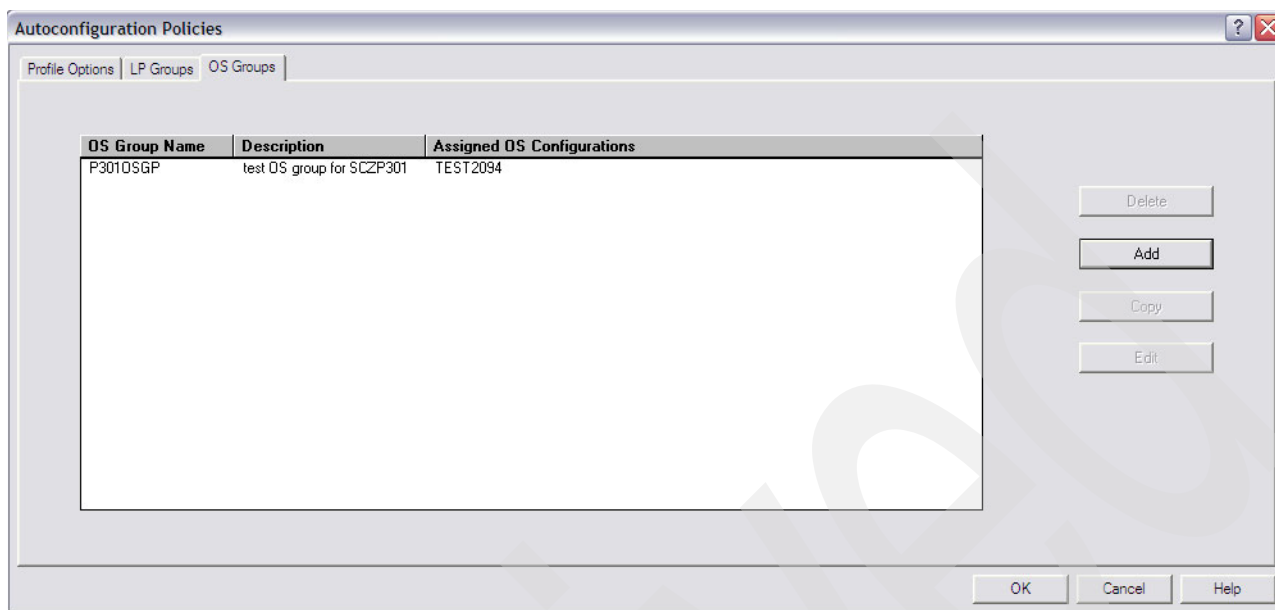 Autoconfiguration Policies
?
Profile Options LP Groups OS Groups
OS Group Name Description Assigned OS Configurations
P301OSGP test OS group for SCZP301 TEST2094
Delete
Add
Copy
Edit
OK Cancel Help